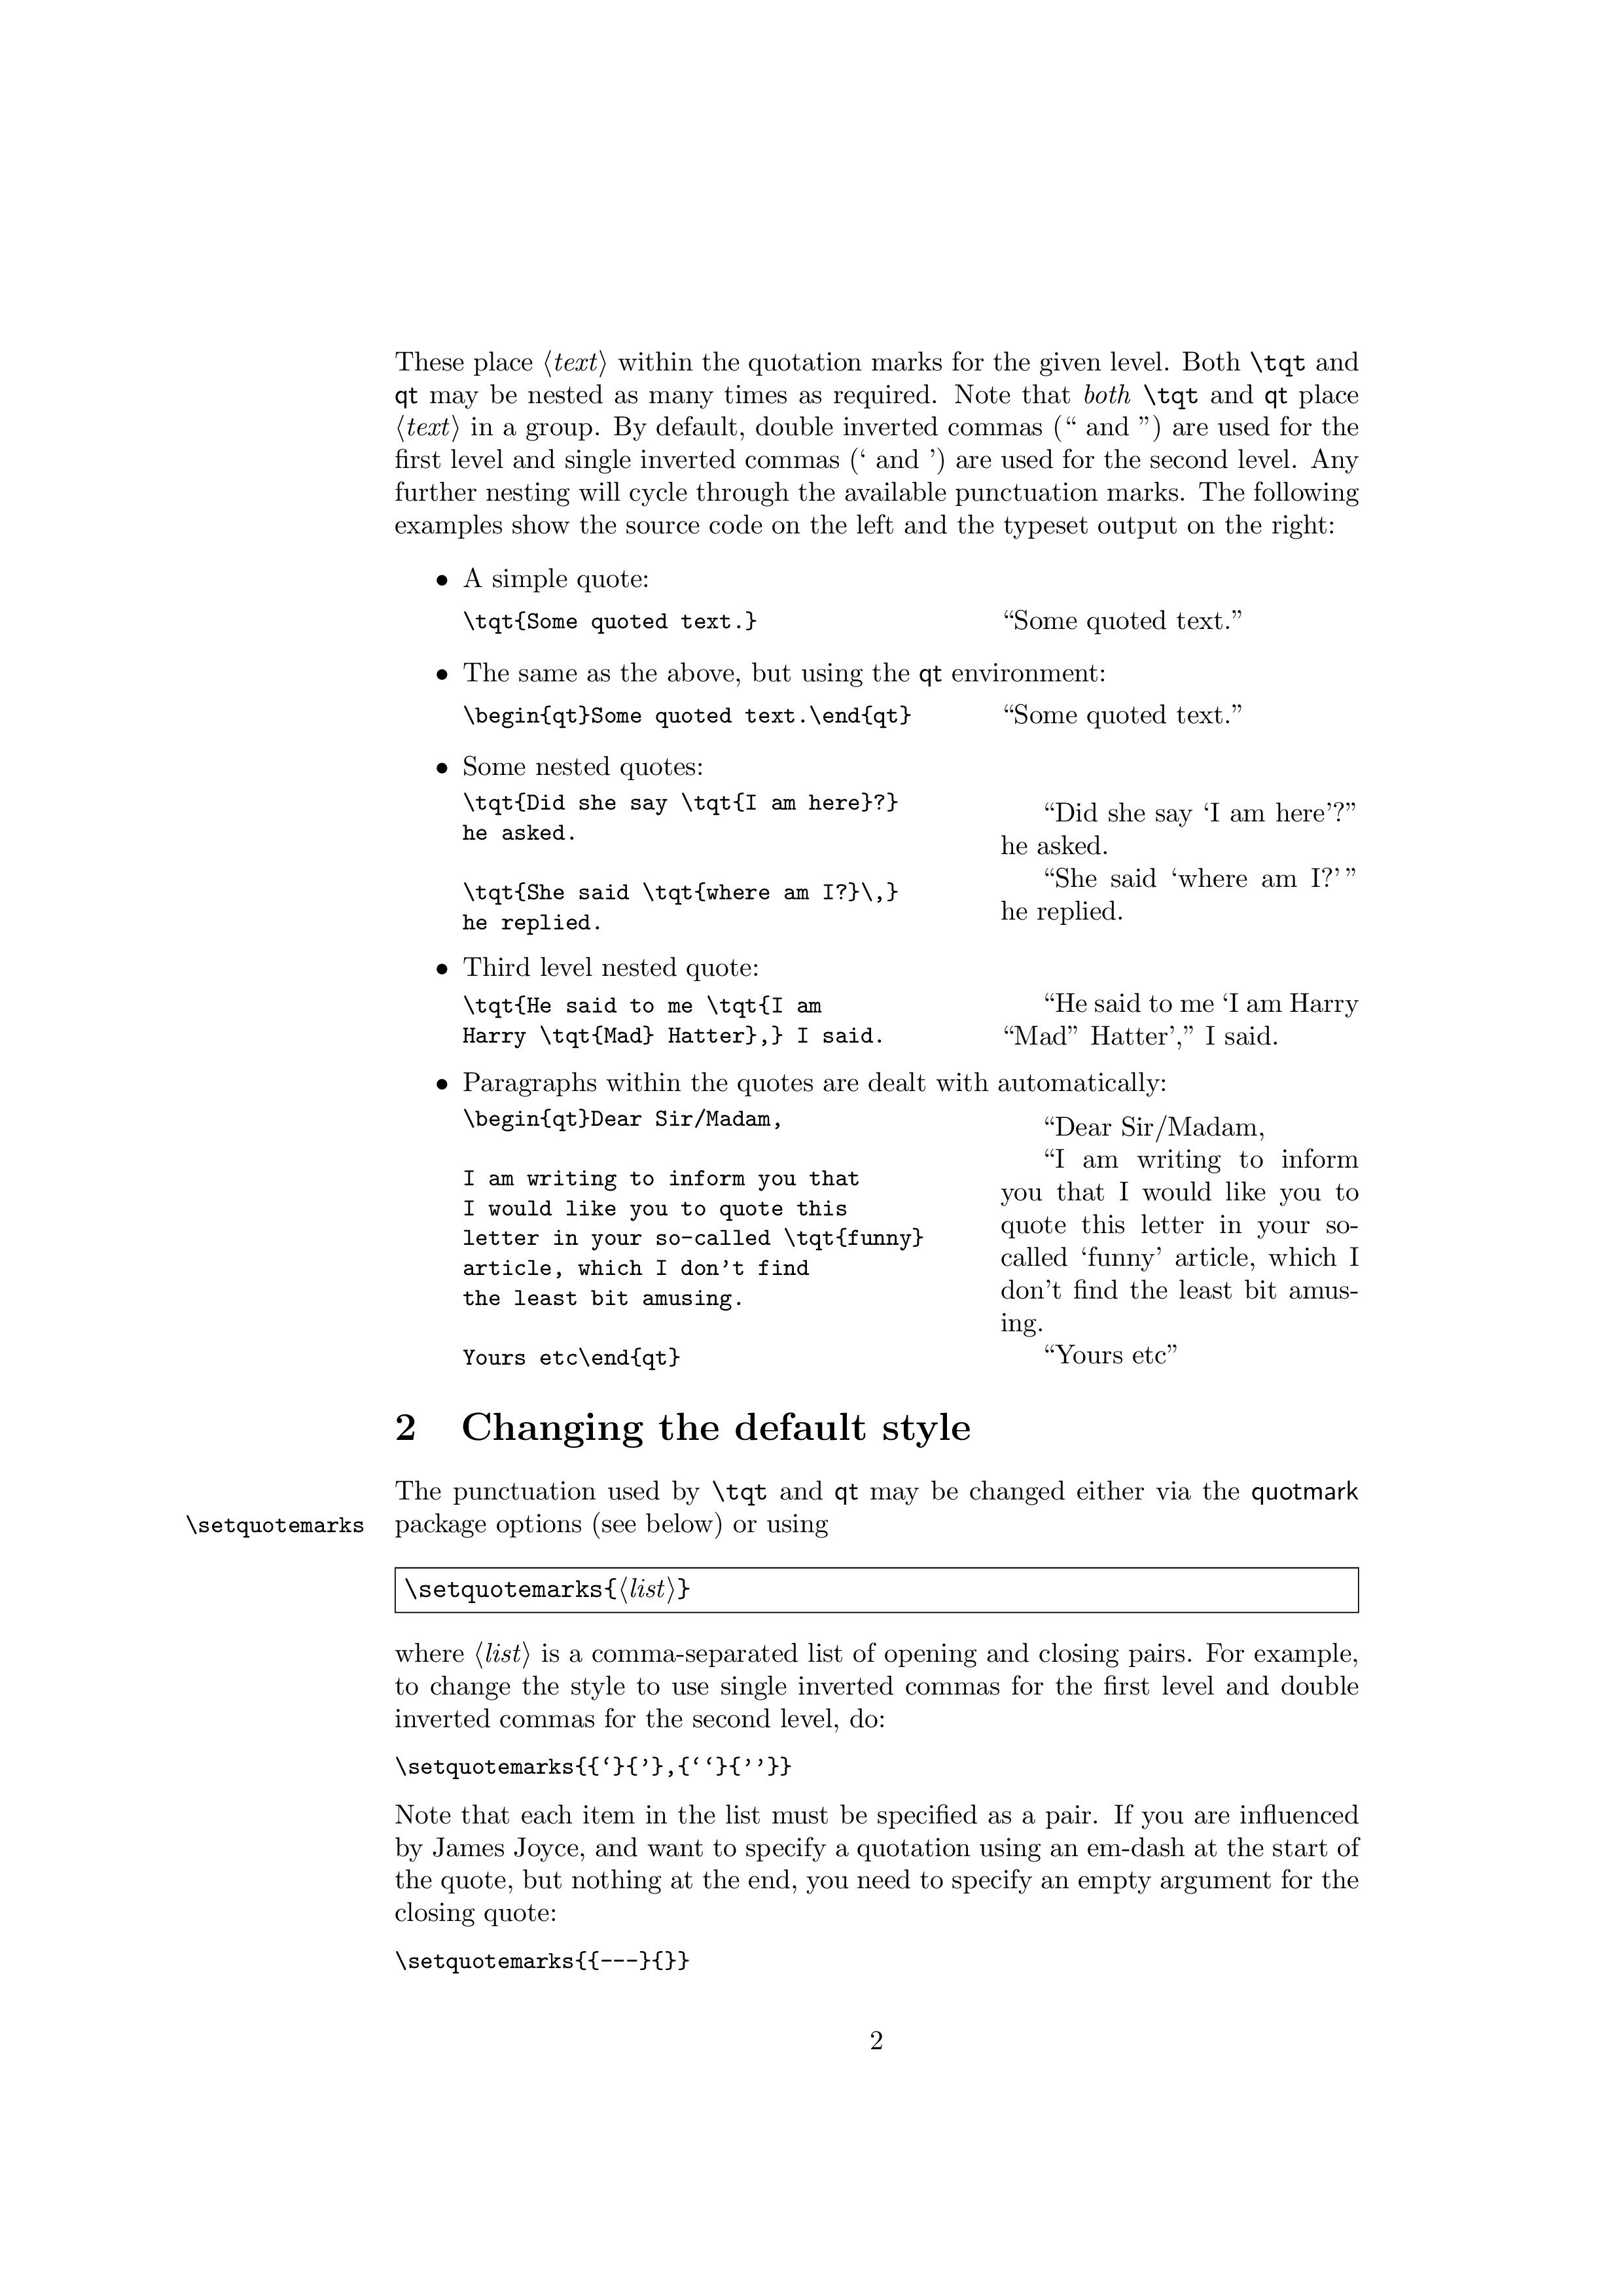 These place ⟨text⟩ within the quotation marks for the given level. Both \tqt and
qt may be nested as many times as required. Note that both \tqt and qt place
⟨text⟩ in a group. By default, double inverted commas (“ and ”) are used for the
first level and single inverted commas (‘ and ’) are used for the second level. Any
further nesting will cycle through the available punctuation marks. The following
examples show the source code on the left and the typeset output on the right:
• A simple quote:
\tqt{Some quoted text.}
“Some quoted text.”
• The same as the above, but using the qt environment:
\begin{qt}Some quoted text.\end{qt}
“Some quoted text.”
• Some nested quotes:
\tqt{Did she say \tqt{I am here}?}
he asked.
\tqt{She said \tqt{where am I?}\,}
he replied.
“Did she say ‘I am here’?”
he asked.
“She said ‘where am I?’ ”
he replied.
• Third level nested quote:
\tqt{He said to me \tqt{I am
Harry \tqt{Mad} Hatter},} I said.
“He said to me ‘I am Harry
“Mad” Hatter’,” I said.
• Paragraphs within the quotes are dealt with automatically:
\begin{qt}Dear Sir/Madam,
I am writing to inform you that
I would like you to quote this
letter in your so-called \tqt{funny}
article, which I don’t find
the least bit amusing.
Yours etc\end{qt}
“Dear Sir/Madam,
“I am writing to inform
you that I would like you to
quote this letter in your so-
called ‘funny’ article, which I
don’t find the least bit amus-
ing.
“Yours etc”
2 Changing the default style
The punctuation used by \tqt and qt may be changed either via the quotmark
\setquotemarks package options (see below) or using
\setquotemarks{⟨list⟩}
where ⟨list⟩ is a comma-separated list of opening and closing pairs. For example,
to change the style to use single inverted commas for the first level and double
inverted commas for the second level, do:
\setquotemarks{{‘}{’},{‘‘}{’’}}
Note that each item in the list must be specified as a pair. If you are influenced
by James Joyce, and want to specify a quotation using an em-dash at the start of
the quote, but nothing at the end, you need to specify an empty argument for the
closing quote:
\setquotemarks{{---}{}}
2